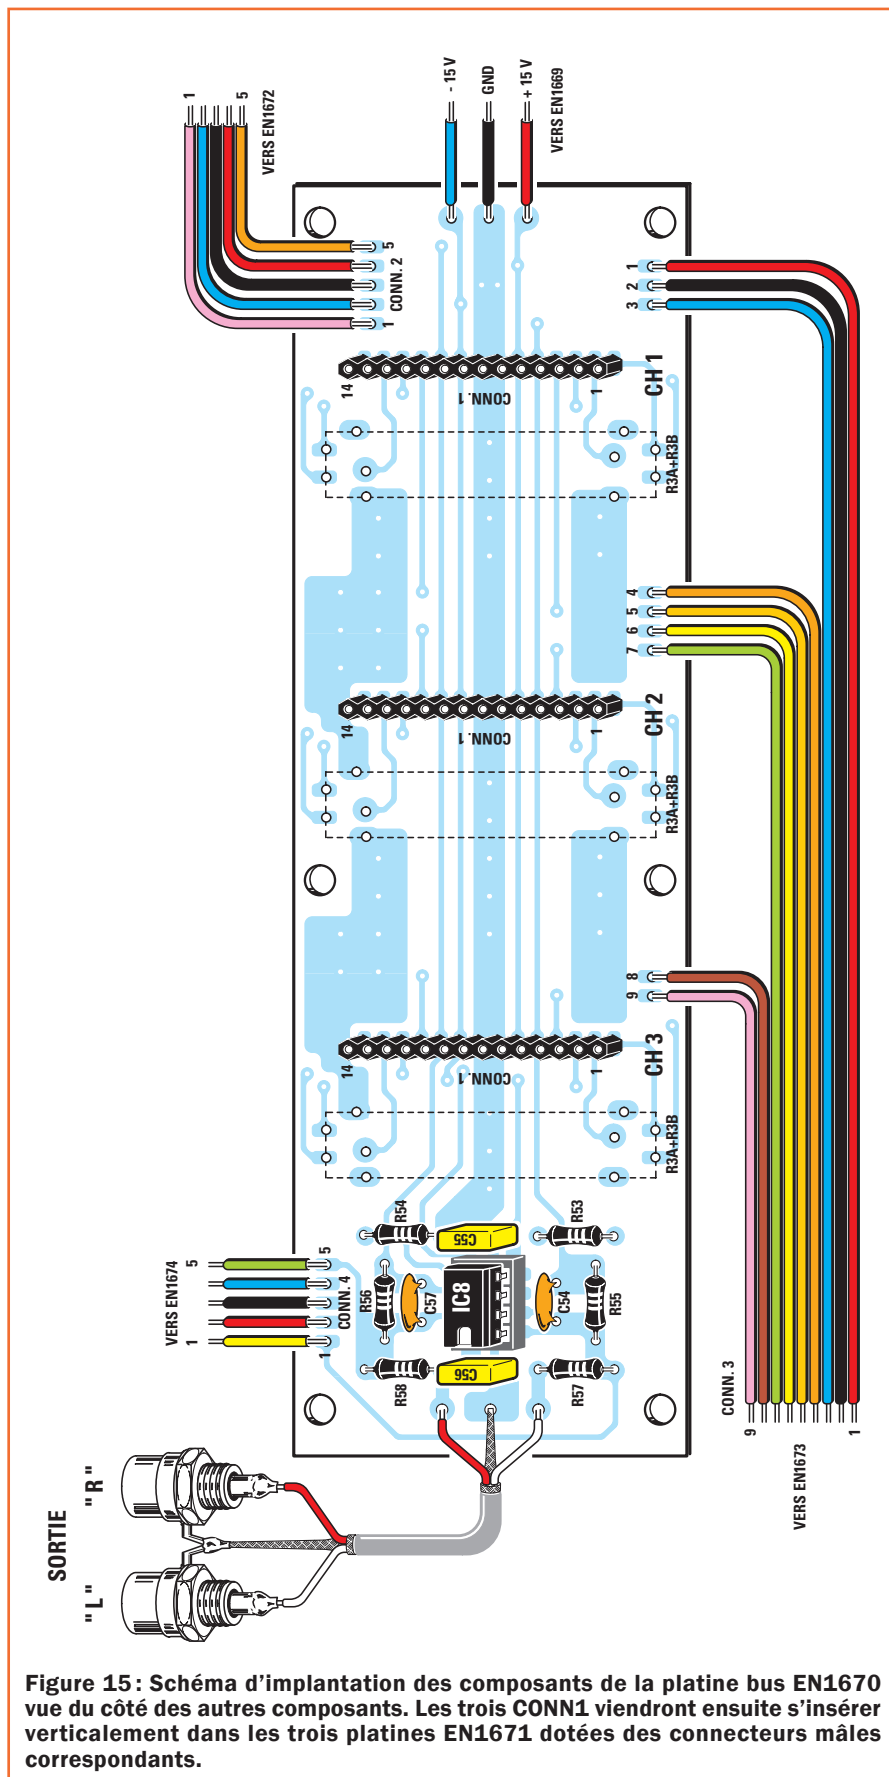 1
5
VERS EN1672
- 15 V
GND
+ 15 V
VERS EN1669
5
CONN. 2
1
1
2
3
14
CONN. 1
1
CH 1
R3A+R3B
4
5
6
7
14
CONN. 1
1
CH 2
R3A+R3B
8
9
14
CONN. 1
1
CH 3
R3A+R3B
R54
C55
R53
5
VERS EN1674
1
5
CONN. 4
1
R56
C57
IC8
C54
R55
R58
C56
R57
CONN. 3
9
1
VERS EN1673
SORTIE
"R"
"L"
Figure 15: Schéma d'implantation des composants de la platine bus EN1670
vue du côté des autres composants. Les trois CONN1 viendront ensuite s'insérer
verticalement dans les trois platines EN1671 dotées des connecteurs mâles
correspondants.